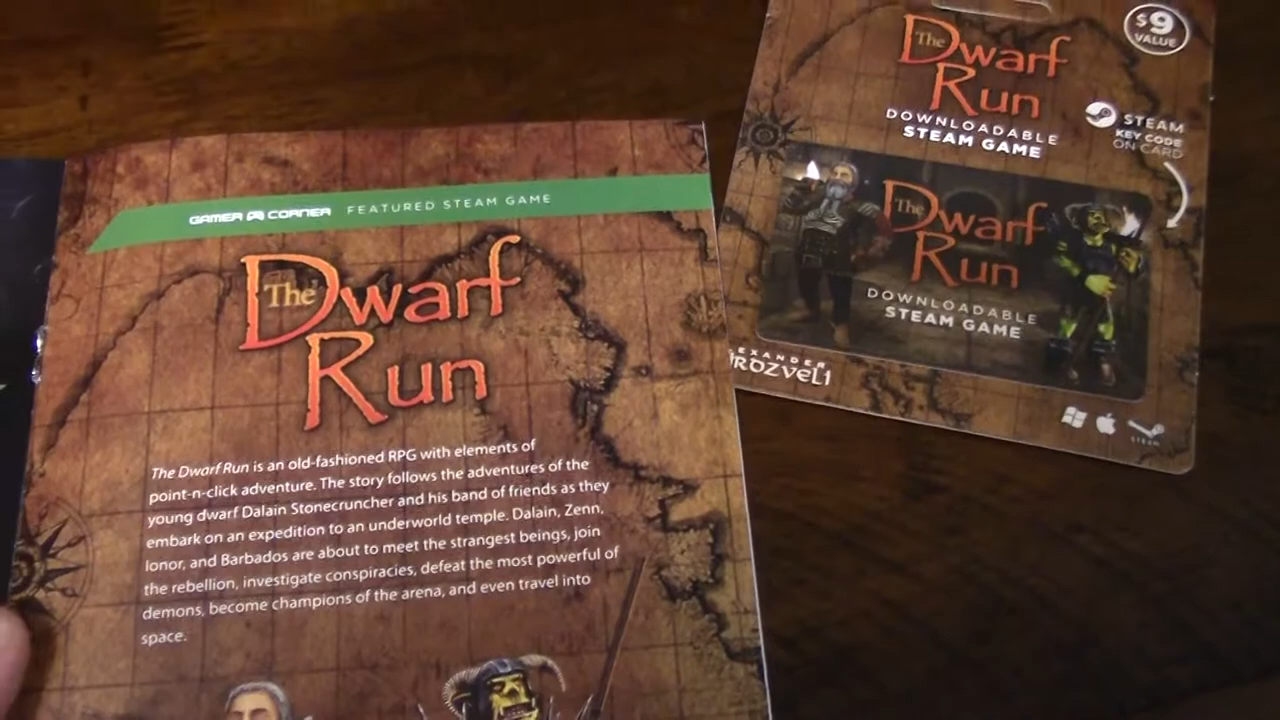 GAMER CORNER FEATURED STEAM GAME
The Dwarf
Run
The Dwarf Run is an old-fashioned RPG with elements of
point-n-click adventure. The story follows the adventures of the
young dwarf Dalain Stonecruncher and his band of friends as they
embark on an expedition to an underworld temple. Dalain, Zenn,
Ionor, and Barbados are about to meet the strangest beings, join
the rebellion, investigate conspiracies, defeat the most powerful of
demons, become champions of the arena, and even travel into
space.
The Dwarf
Run
DOWNLOADABLE
STEAM GAME
$9
VALUE
STEAM
KEY CODE
ON CARD
The Dwarf
Run
DOWNLOADABLE
STEAM GAME
STEAM